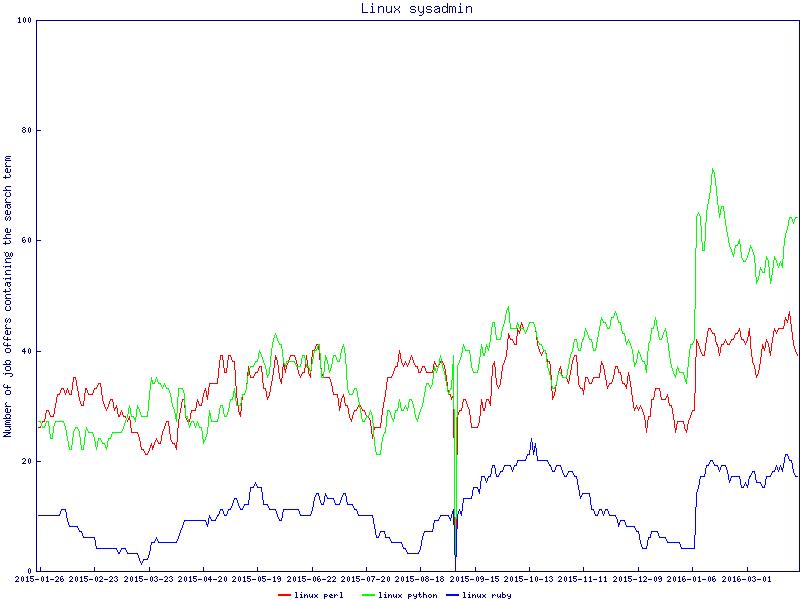 Linux sysadmin
Number of job offers containing the search term
100
80
60
40
20
0
2015-01-26 2015-02-23 2015-03-23 2015-04-20 2015-05-19 2015-06-22 2015-07-20 2015-08-18 2015-09-15 2015-10-13 2015-11-11 2015-12-09 2016-01-06 2016-03-01
linux perl linux python linux ruby